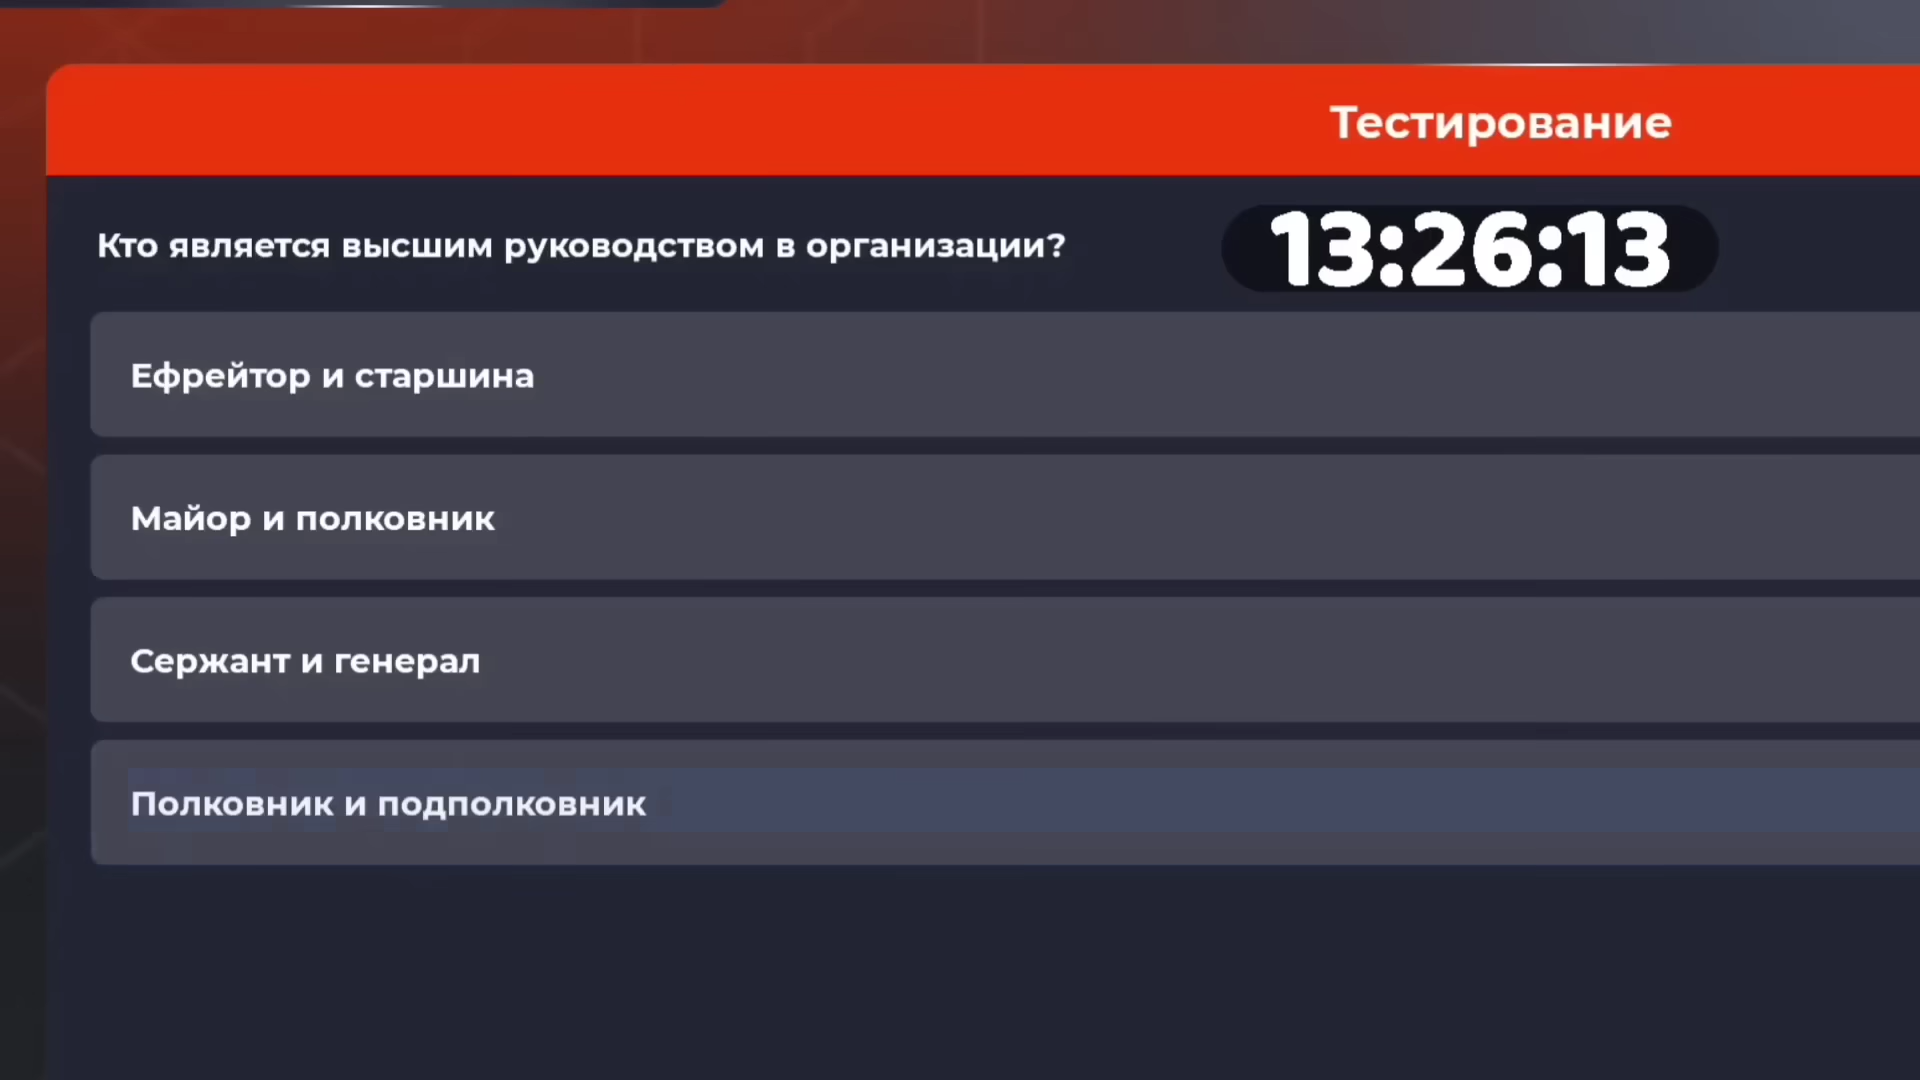 Тестирование
Кто является высшим руководством в организации?
13:26:13
Ефрейтор и старшина
Майор и полковник
Сержант и генерал
Полковник и подполковник